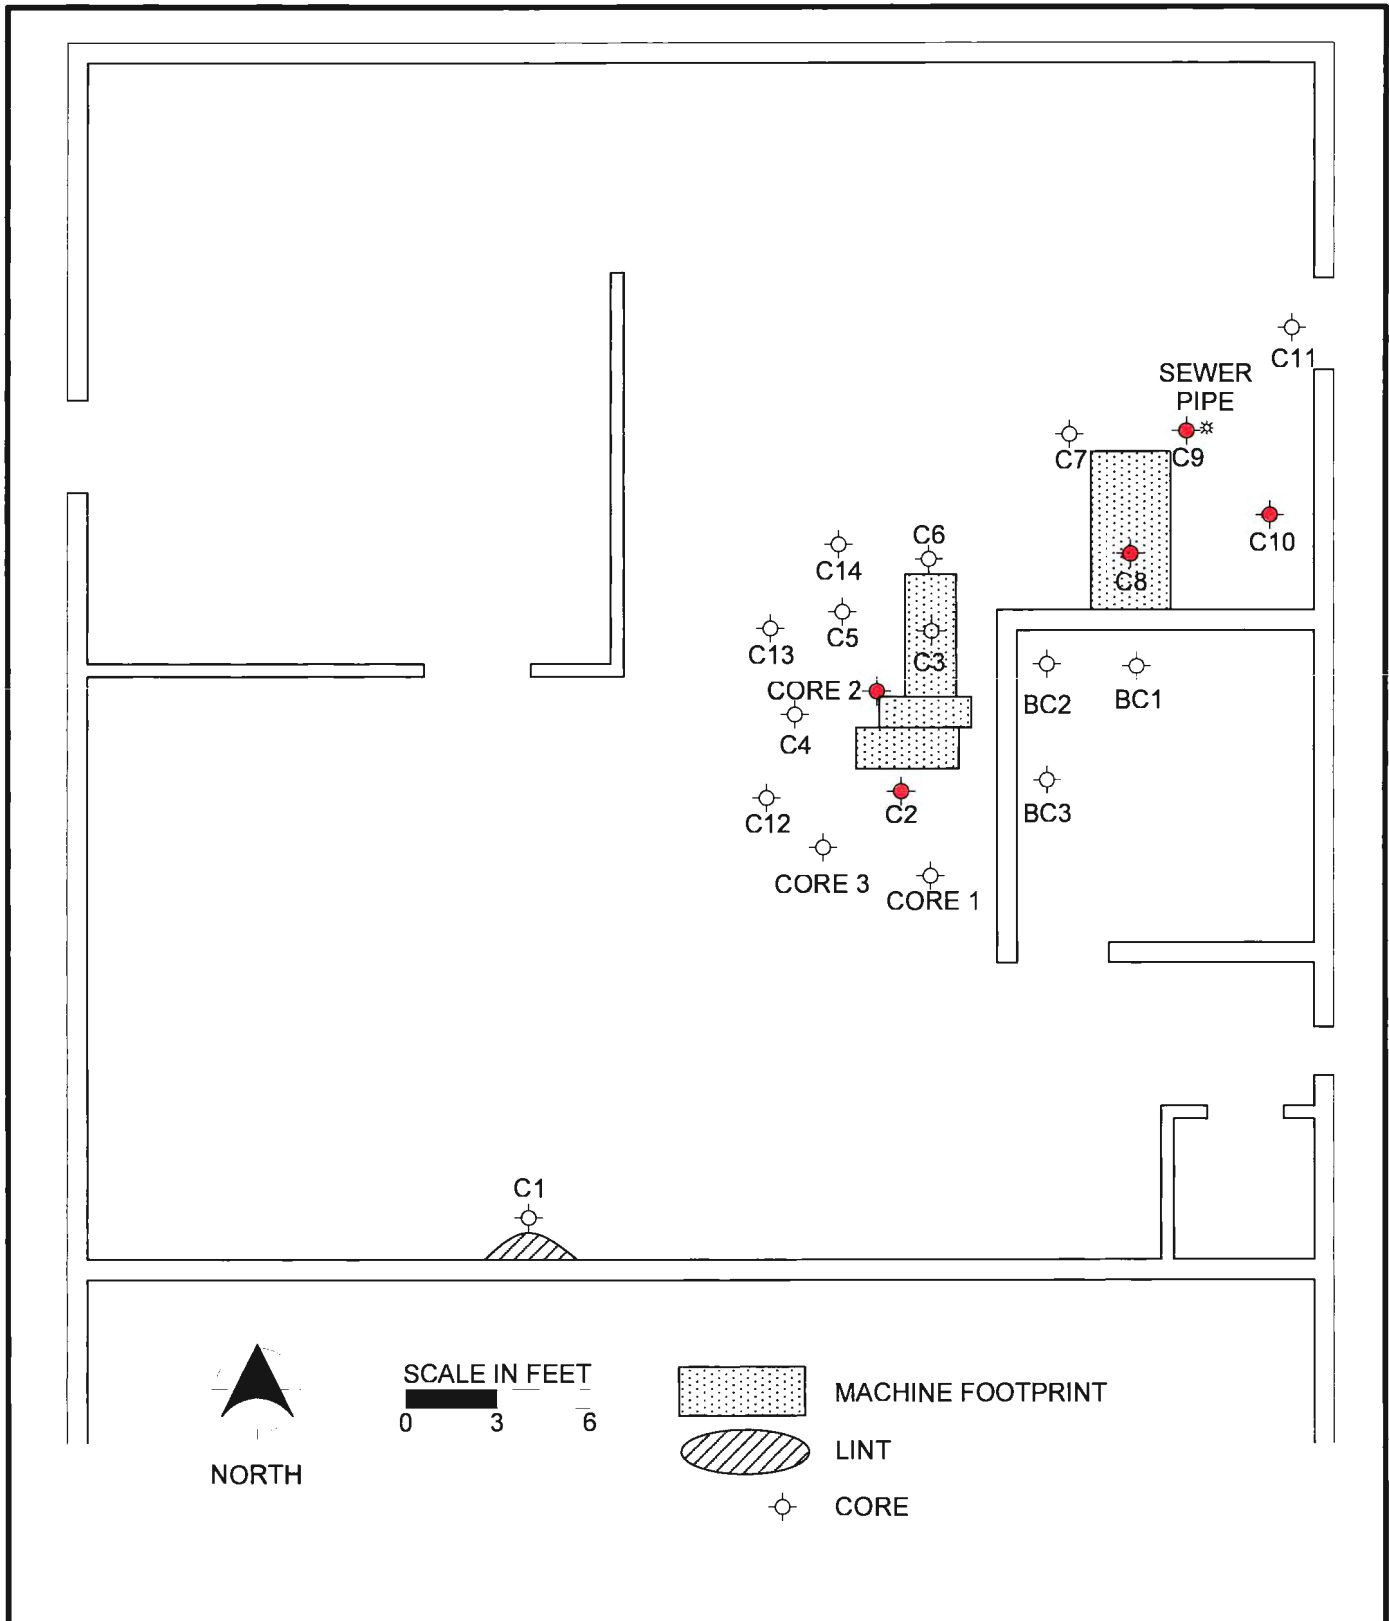 C11
SEWER
PIPE
C7
C9
C10
C6
C14
C8
C5
C13
C3
CORE 2
BC2
BC1
C4
C2
BC3
C12
CORE 3
CORE 1
C1
SCALE IN FEET
0 3 6
NORTH
MACHINE FOOTPRINT
LINT
CORE